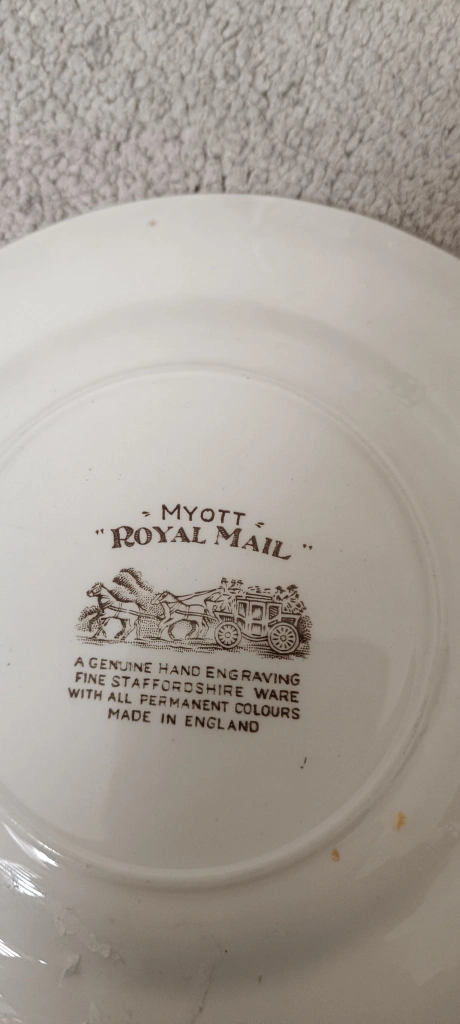 MYOTT
"ROYAL MAIL"
A GENUINE HAND ENGRAVING
FINE STAFFORDSHIRE WARE
WITH ALL PERMANENT COLOURS
MADE IN ENGLAND